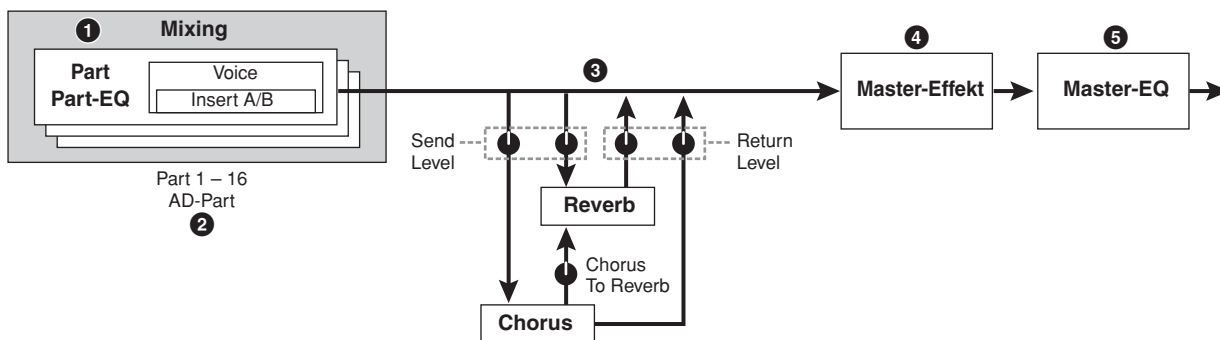 1
Mixing
Part
Part-EQ
Voice
Insert A/B
Part 1 – 16
AD-Part
2
3
Send
Level
Return
Level
Reverb
Chorus
To Reverb
Chorus
4
Master-Effekt
5
Master-EQ